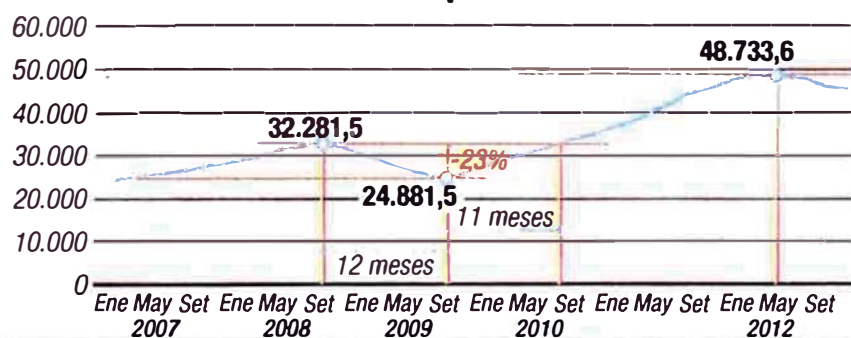 60.000
50.000
48.733,6
40.000
32.281,5
30.000
-23%
20.000
24.881,5
11 meses
10.000
12 meses
0
Ene May Set Ene May Set Ene May Set Ene May Set Ene May Set Ene May Set
2007 2008 2009 2010 2012